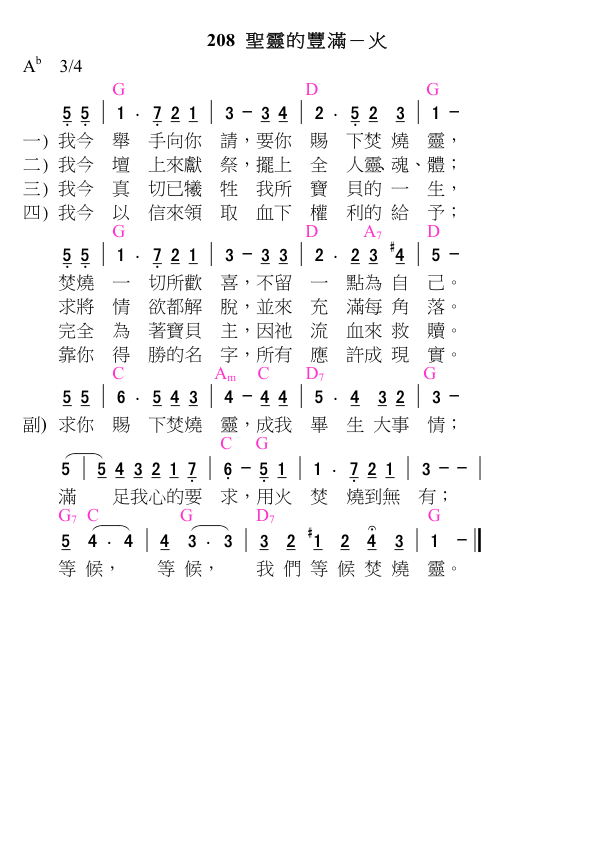 208 聖靈的豐滿－火
A♭ 3/4
G D G
5 5 | 1 . 7 2 1 | 3 - 3 4 | 2 . 5 2 3 | 1 -
一) 我今 舉 手向你 請，要你 賜 下焚 燒 靈，
二) 我今 壇 上來獻 祭，擺上 全 人靈、魂、體；
三) 我今 真 切已犧 牲 我所 寶 貝的 一 生，
四) 我今 以 信來領 取 血下 權 利的 給 予；
G D A7 D
5 5 | 1 . 7 2 1 | 3 - 3 3 | 2 . 2 3 #4 | 5 -
焚燒 一 切所歡 喜，不留 一 點為 自 己。
求將 情 欲都解 脫，並來 充 滿每 角 落。
完全 為 著寶貝 主，因祂 流 血來 救 贖。
靠你 得 勝的名 字，所有 應 許成 現 實。
C Am C D7 G
5 5 | 6 . 5 4 3 | 4 - 4 4 | 5 . 4 3 2 | 3 -
副) 求你 賜 下焚燒 靈，成我 畢 生 大事 情；
C G
5 | 5 4 3 2 1 7 | 6 - 5 1 | 1 . 7 2 1 | 3 - - |
滿 足我心的要 求，用火 焚 燒到無 有；
G7 C G D7 G
5 4 . 4 | 4 3 . 3 | 3 2 #1 2 4 3 | 1 - ‖
等 候， 等 候， 我 們 等 候 焚 燒 靈。